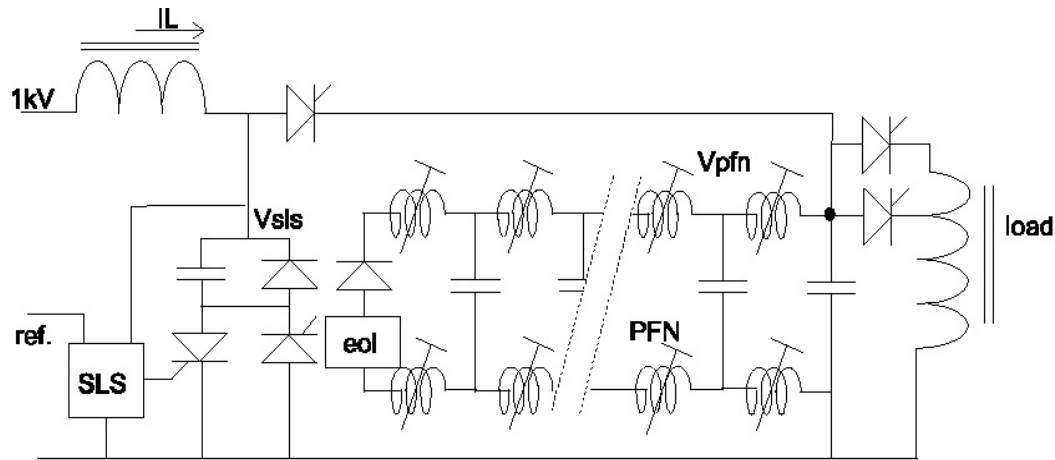 IL
1kV
Vpfn
Vsls
load
ref.
PFN
eol
SLS